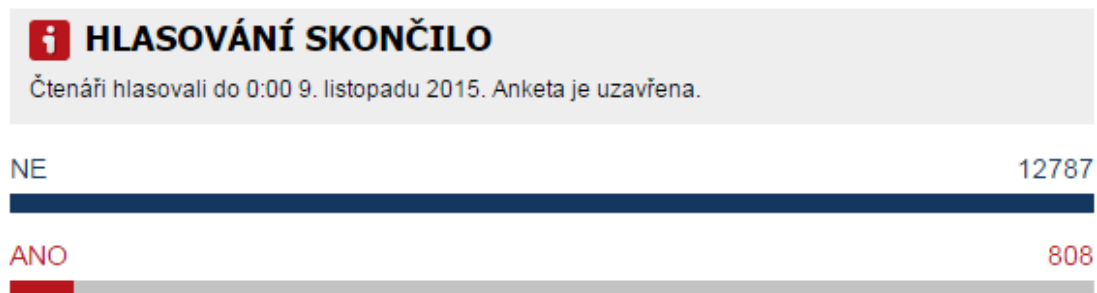 HLASOVÁNÍ SKONČILO
Čtenáři hlasovali do 0:00 9. listopadu 2015. Anketa je uzavřena.
NE 12787
ANO 808